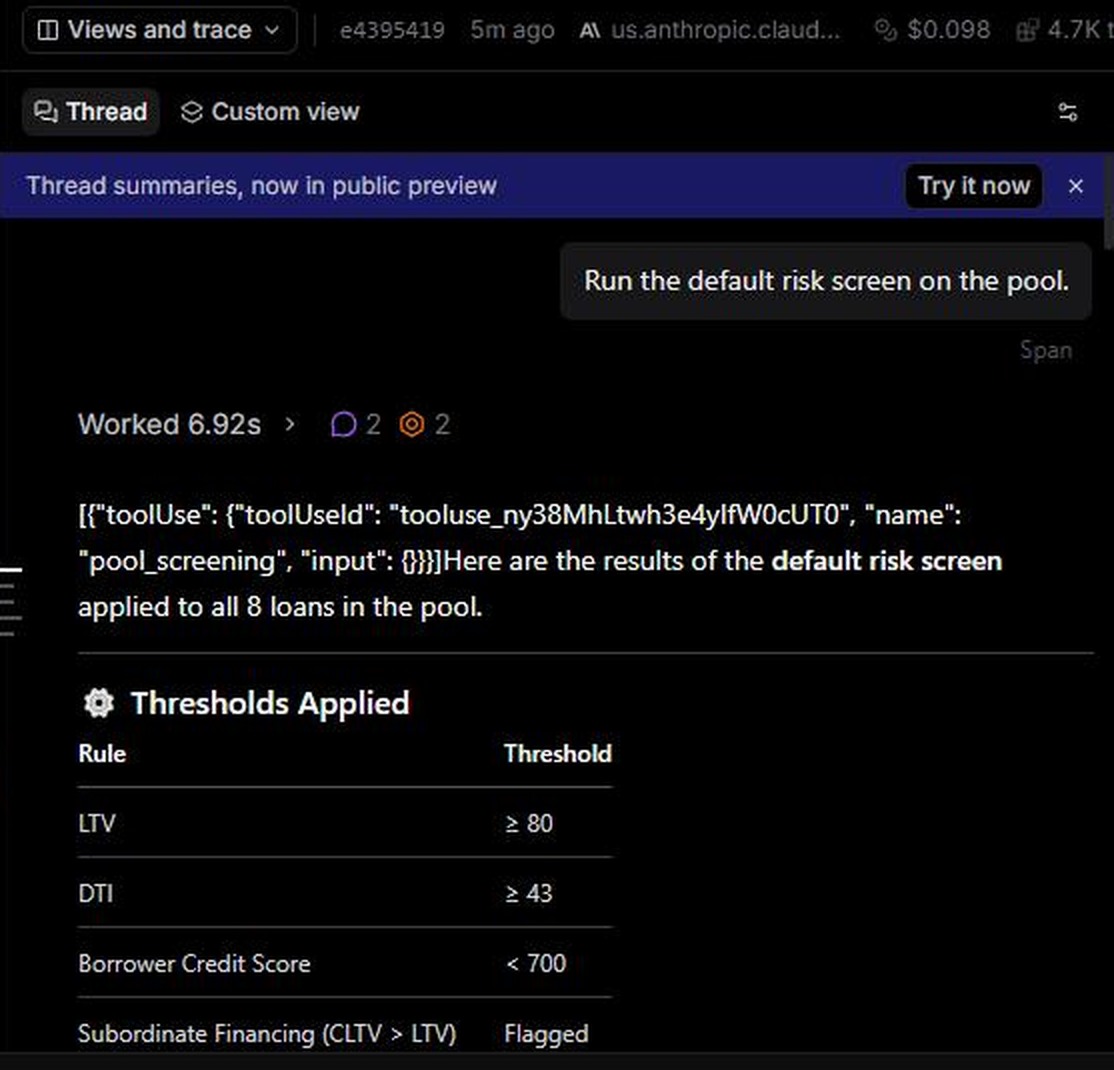 Views and trace e4395419 5m ago us.anthropic.claud... $0.098 4.7K t
Thread Custom view
Thread summaries, now in public preview Try it now
Run the default risk screen on the pool.
Span
Worked 6.92s 2 2
[{"toolUse": {"toolUseId": "tooluse_ny38MhLtwh3e4ylfW0cUT0", "name":
"pool_screening", "input": {}}}]Here are the results of the default risk screen
applied to all 8 loans in the pool.
Thresholds Applied
Rule Threshold
LTV ≥ 80
DTI ≥ 43
Borrower Credit Score < 700
Subordinate Financing (CLTV > LTV) Flagged